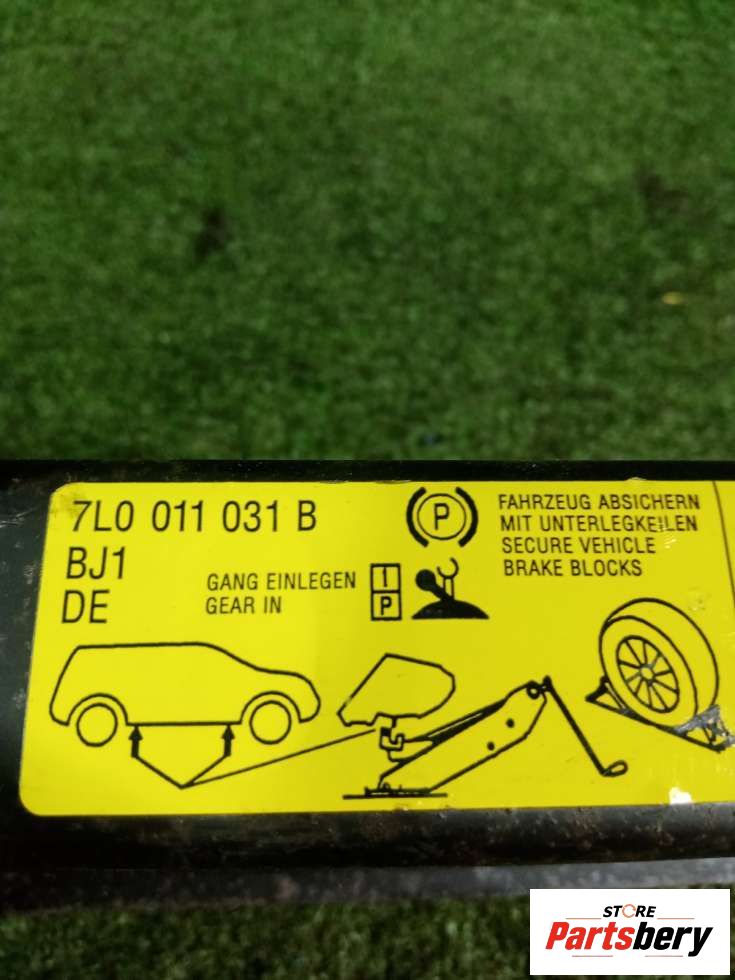 7L0 011 031 B
BJ1
DE
GANG EINLEGEN
GEAR IN
I
P
P
FAHRZEUG ABSICHERN
MIT UNTERLEGKEILEN
SECURE VEHICLE
BRAKE BLOCKS
STORE
Partsbery